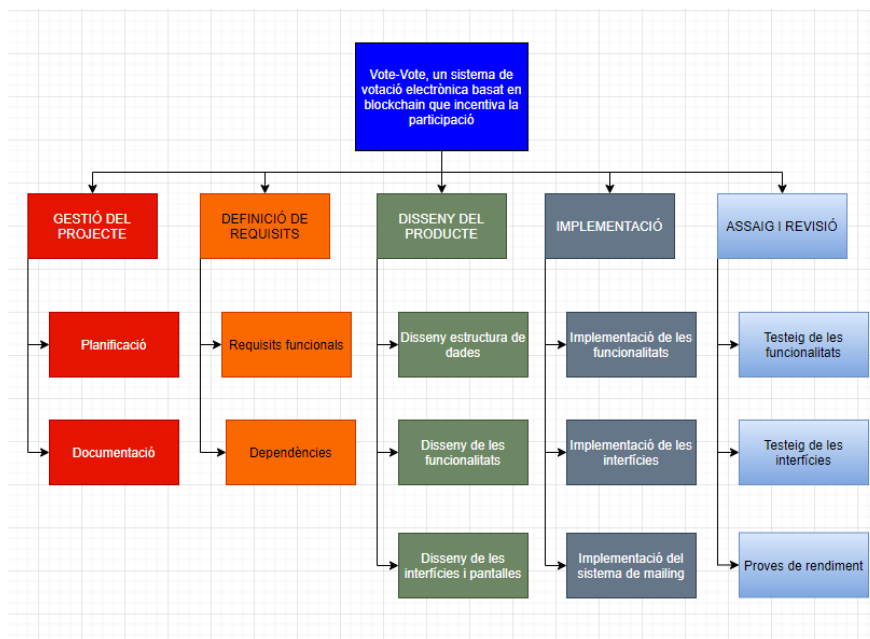 Vote-Vote, un sistema de
votació electrònica basat en
blockchain que incentiva la
participació
GESTIÓ DEL
PROJECTE
DEFINICIÓ DE
REQUISITS
DISSENY DEL
PRODUCTE
IMPLEMENTACIÓ
ASSAIG I REVISIÓ
Planificació
Requisits funcionals
Disseny estructura de
dades
Implementació de les
funcionalitats
Testeig de les
funcionalitats
Documentació
Dependències
Disseny de les
funcionalitats
Implementació de les
interfícies
Testeig de les
interfícies
Disseny de les
interfícies i pantalles
Implementació del
sistema de mailing
Proves de rendiment